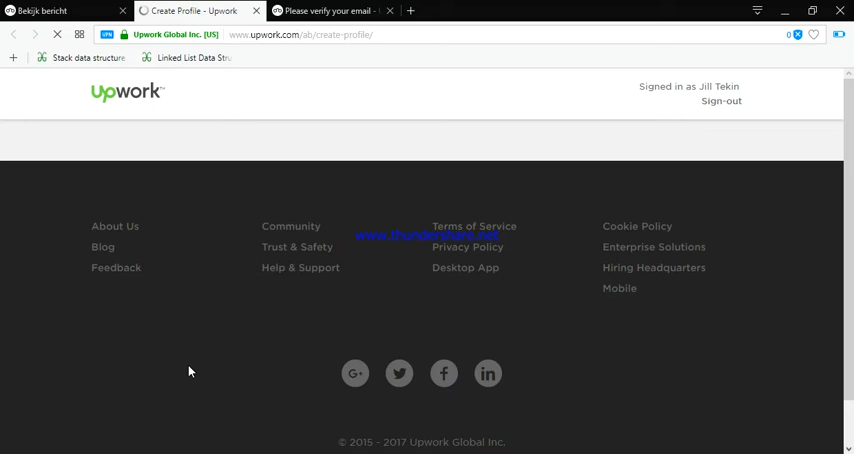 Bekijk bericht
Create Profile - Upwork
Please verify your email -
VPN
Upwork Global Inc. [US]
www.upwork.com/ab/create-profile/
0
Stack data structure
Linked List Data Stru
Upwork™
Signed in as Jill Tekin
Sign-out
About Us
Community
Terms of Service
Cookie Policy
www.thundershare.net
Blog
Trust & Safety
Privacy Policy
Enterprise Solutions
Feedback
Help & Support
Desktop App
Hiring Headquarters
Mobile
G+
f
in
© 2015 - 2017 Upwork Global Inc.